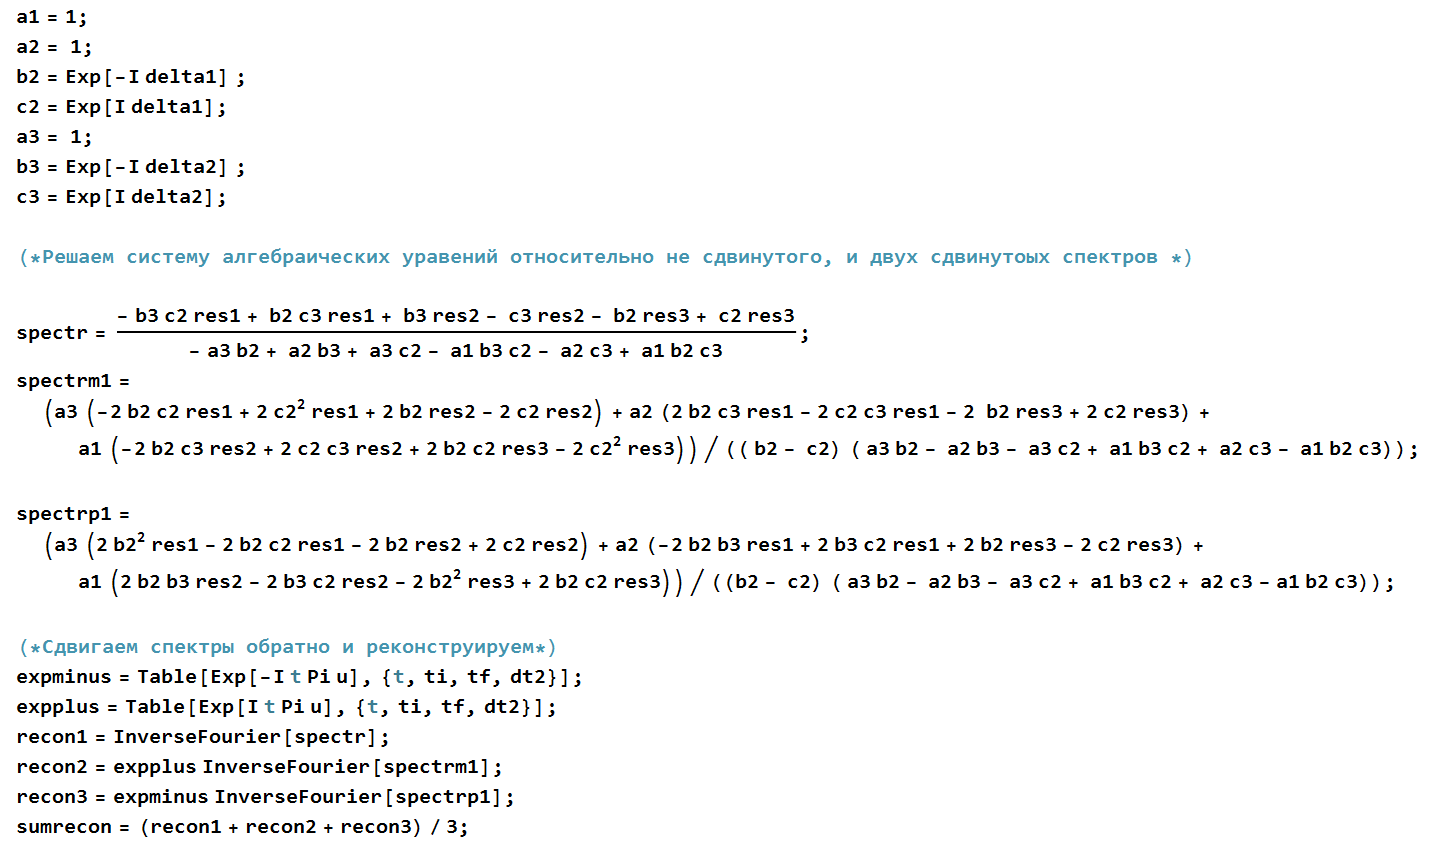 a1 = 1;
a2 = 1;
b2 = Exp[-I delta1] ;
c2 = Exp[I delta1];
a3 = 1;
b3 = Exp[-I delta2] ;
c3 = Exp[I delta2];
(*Решаем систему алгебраических уравений относительно не сдвинутого, и двух сдвинутоых спектров *)
- b3 c2 res1 + b2 c3 res1 + b3 res2 - c3 res2 - b2 res3 + c2 res3
spectr = ;
- a3 b2 + a2 b3 + a3 c2 - a1 b3 c2 - a2 c3 + a1 b2 c3
spectrm1 =
(a3 (-2 b2 c2 res1 + 2 c2² res1 + 2 b2 res2 - 2 c2 res2) + a2 (2 b2 c3 res1 - 2 c2 c3 res1 - 2 b2 res3 + 2 c2 res3) +
a1 (-2 b2 c3 res2 + 2 c2 c3 res2 + 2 b2 c2 res3 - 2 c2² res3)) / (( b2 - c2) ( a3 b2 - a2 b3 - a3 c2 + a1 b3 c2 + a2 c3 - a1 b2 c3));
spectrp1 =
(a3 (2 b2² res1 - 2 b2 c2 res1 - 2 b2 res2 + 2 c2 res2) + a2 (-2 b2 b3 res1 + 2 b3 c2 res1 + 2 b2 res3 - 2 c2 res3) +
a1 (2 b2 b3 res2 - 2 b3 c2 res2 - 2 b2² res3 + 2 b2 c2 res3)) / ((b2 - c2) ( a3 b2 - a2 b3 - a3 c2 + a1 b3 c2 + a2 c3 - a1 b2 c3));
(*Сдвигаем спектры обратно и реконструируем*)
expminus = Table[Exp[-I t Pi u], {t, ti, tf, dt2}];
expplus = Table[Exp[I t Pi u], {t, ti, tf, dt2}];
recon1 = InverseFourier[spectr];
recon2 = expplus InverseFourier[spectrm1];
recon3 = expminus InverseFourier[spectrp1];
sumrecon = (recon1 + recon2 + recon3) / 3;